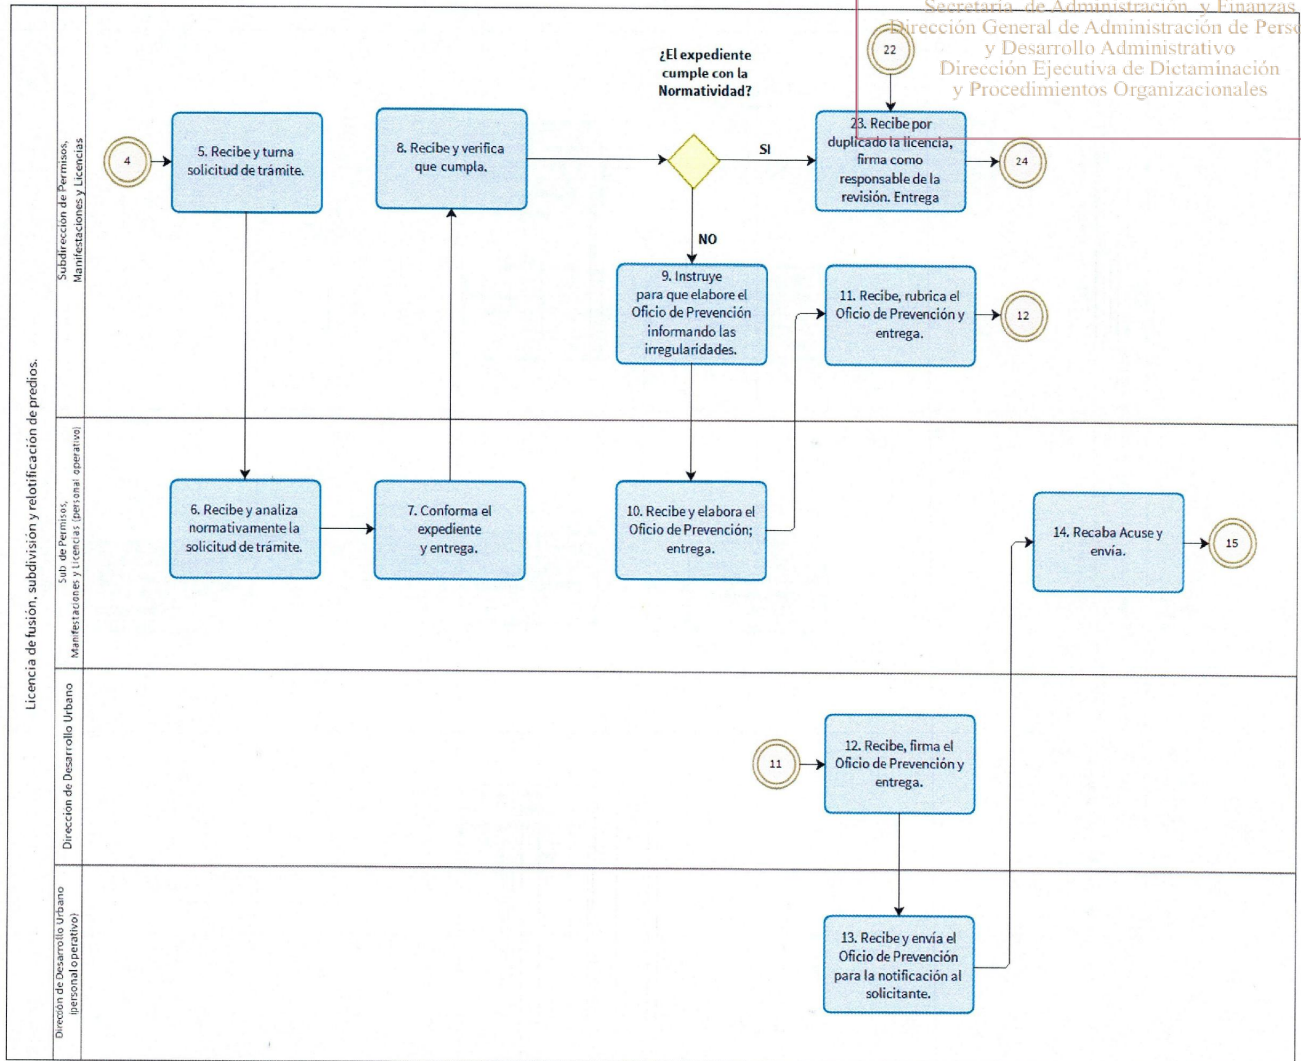 Secretaría de Administración y Finanzas
Dirección General de Administración de Perso
y Desarrollo Administrativo
Dirección Ejecutiva de Dictaminación
y Procedimientos Organizacionales
Licencia de fusión, subdivisión y relotificación de predios.
Subdirección de Permisos,
Manifestaciones y Licencias
4
5. Recibe y turna
solicitud de trámite.
8. Recibe y verifica
que cumpla.
¿El expediente
cumple con la
Normatividad?
SI
NO
22
23. Recibe por
duplicado la licencia,
firma como
responsable de la
revisión. Entrega
24
9. Instruye
para que elabore el
Oficio de Prevención
informando las
irregularidades.
11. Recibe, rubrica el
Oficio de Prevención y
entrega.
12
Sub. de Permisos,
Manifestaciones y Licencias (personal operativo)
6. Recibe y analiza
normativamente la
solicitud de trámite.
7. Conforma el
expediente
y entrega.
10. Recibe y elabora el
Oficio de Prevención;
entrega.
14. Recaba Acuse y
envía.
15
Dirección de Desarrollo Urbano
11
12. Recibe, firma el
Oficio de Prevención y
entrega.
Dirección de Desarrollo Urbano
(personal operativo)
13. Recibe y envía el
Oficio de Prevención
para la notificación al
solicitante.